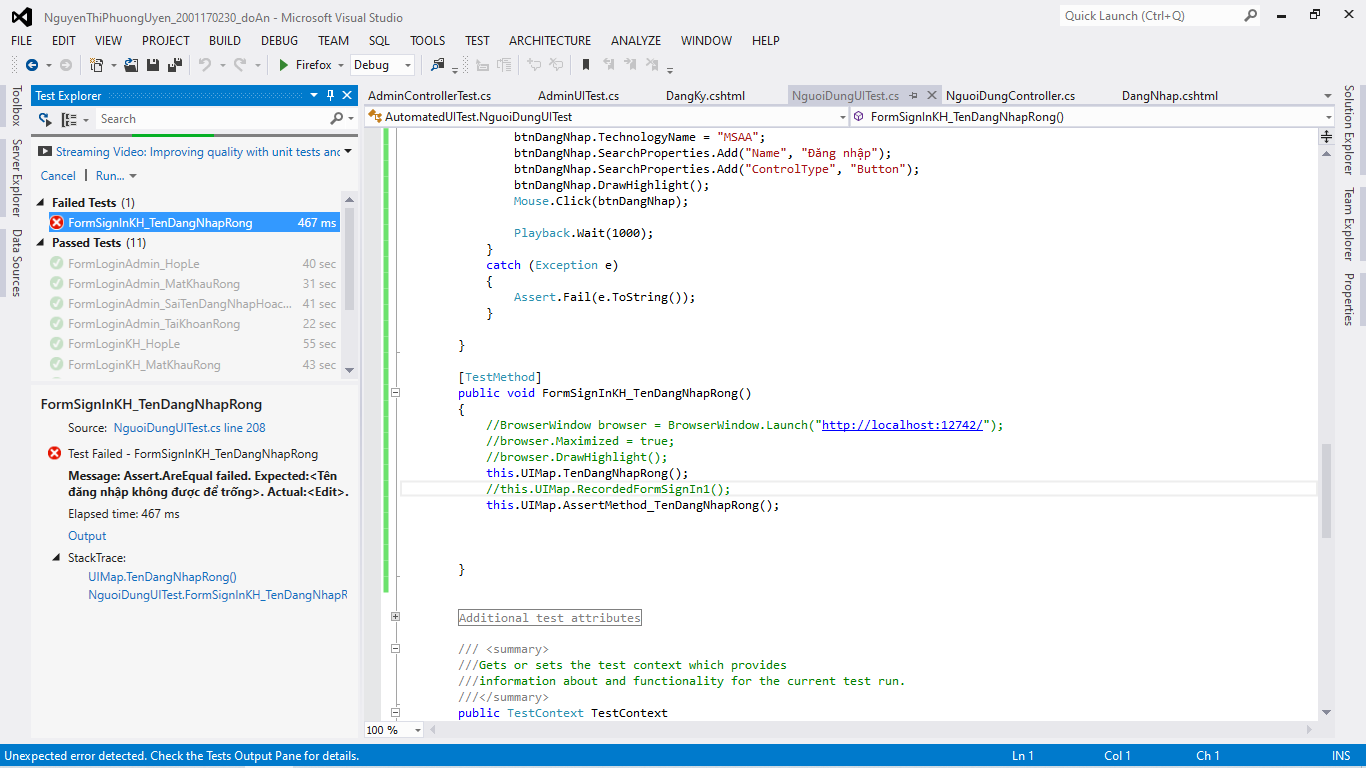 NguyenThiPhuongUyen_2001170230_doAn - Microsoft Visual Studio
Quick Launch (Ctrl+Q)
FILE EDIT VIEW PROJECT BUILD DEBUG TEAM SQL TOOLS TEST ARCHITECTURE ANALYZE WINDOW HELP
Firefox Debug
Toolbox
Server Explorer
Data Sources
Test Explorer
Search
Streaming Video: Improving quality with unit tests anc
Cancel | Run...
Failed Tests (1)
FormSignInKH_TenDangNhapRong 467 ms
Passed Tests (11)
FormLoginAdmin_HopLe 40 sec
FormLoginAdmin_MatKhauRong 31 sec
FormLoginAdmin_SaiTenDangNhapHoac... 41 sec
FormLoginAdmin_TaiKhoanRong 22 sec
FormLoginKH_HopLe 55 sec
FormLoginKH_MatKhauRong 43 sec
FormSignInKH_TenDangNhapRong
Source: NguoiDungUITest.cs line 208
Test Failed - FormSignInKH_TenDangNhapRong
Message: Assert.AreEqual failed. Expected:<Tên
đăng nhập không được để trống>. Actual:<Edit>.
Elapsed time: 467 ms
Output
StackTrace:
UIMap.TenDangNhapRong()
NguoiDungUITest.FormSignInKH_TenDangNhapR
AdminControllerTest.cs AdminUITest.cs DangKy.cshtml NguoiDungUITest.cs NguoiDungController.cs DangNhap.cshtml
AutomatedUITest.NguoiDungUITest FormSignInKH_TenDangNhapRong()
btnDangNhap.TechnologyName = "MSAA";
btnDangNhap.SearchProperties.Add("Name", "Đăng nhập");
btnDangNhap.SearchProperties.Add("ControlType", "Button");
btnDangNhap.DrawHighlight();
Mouse.Click(btnDangNhap);
Playback.Wait(1000);
}
catch (Exception e)
{
Assert.Fail(e.ToString());
}
}
[TestMethod]
public void FormSignInKH_TenDangNhapRong()
{
//BrowserWindow browser = BrowserWindow.Launch("http://localhost:12742/");
//browser.Maximized = true;
//browser.DrawHighlight();
this.UIMap.TenDangNhapRong();
//this.UIMap.RecordedFormSignIn1();
this.UIMap.AssertMethod_TenDangNhapRong();
}
Additional test attributes
/// <summary>
///Gets or sets the test context which provides
///information about and functionality for the current test run.
///</summary>
public TestContext TestContext
100 %
Solution Explorer
Team Explorer
Properties
Unexpected error detected. Check the Tests Output Pane for details. Ln 1 Col 1 Ch 1 INS